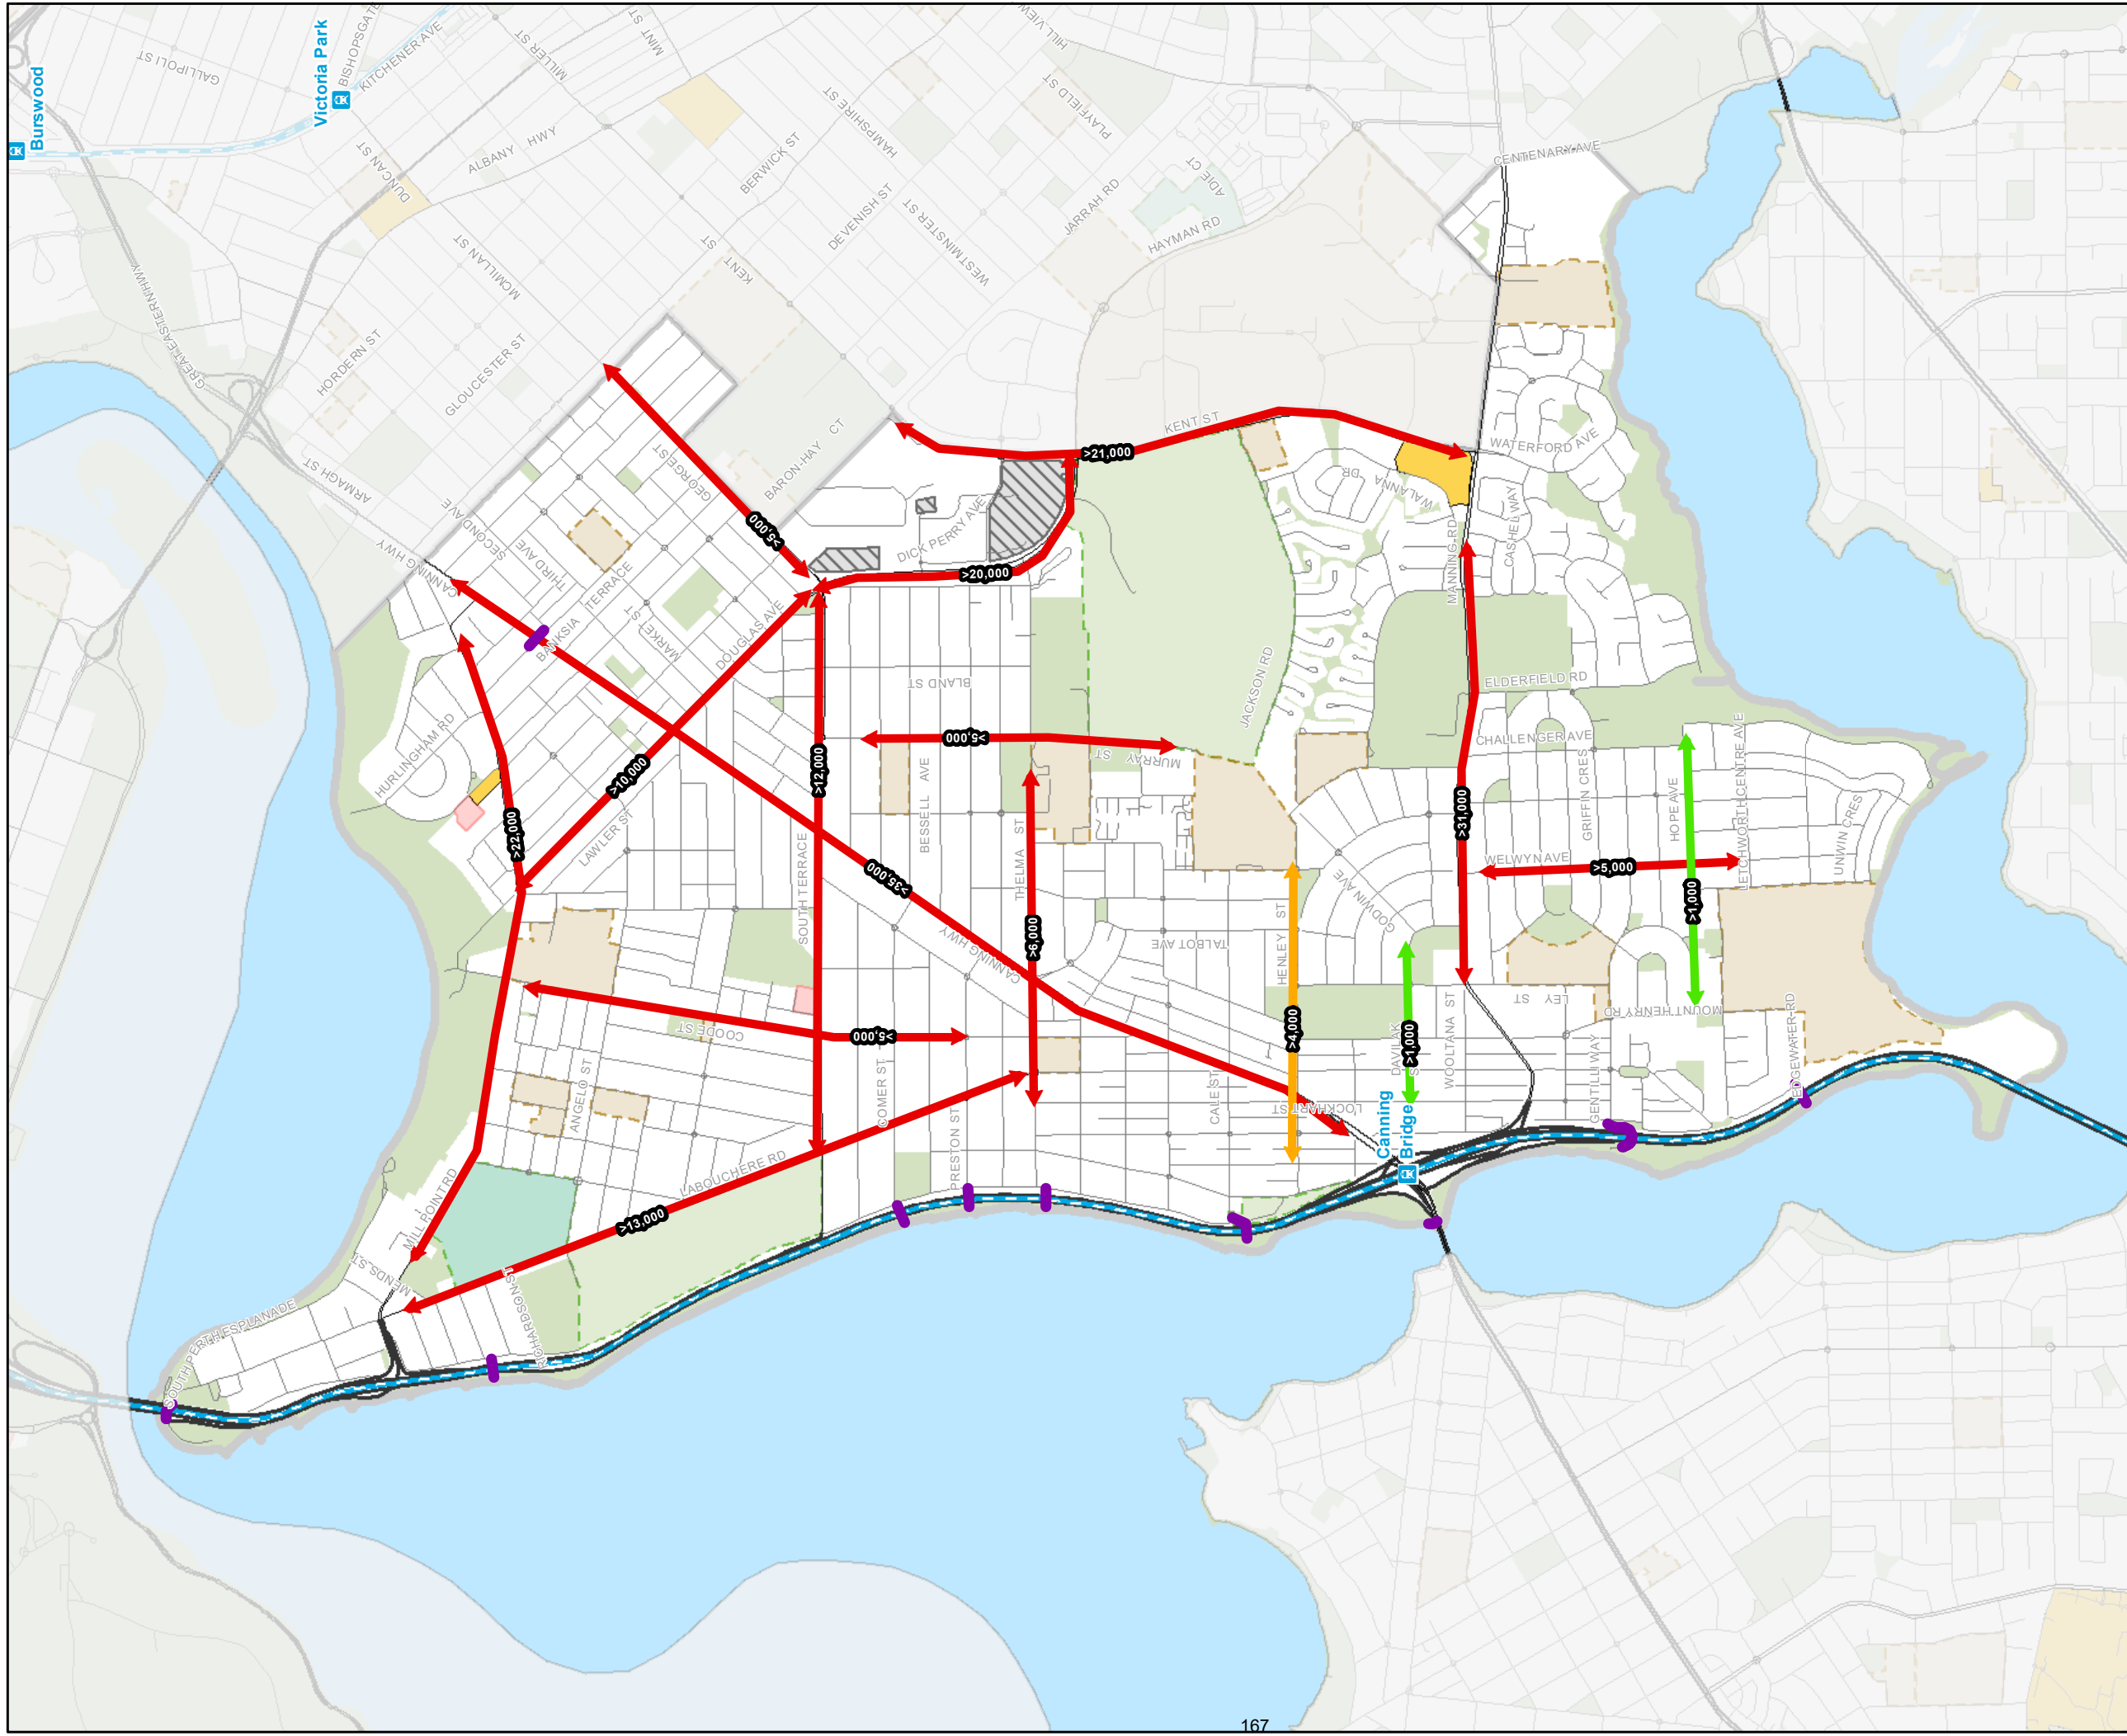 Burswood
Victoria Park
BISHOPSGATE
KITCHENER AVE
GALLIPOLI ST
MILLER ST
MINT ST
HILL VIEW
PLAYFIELD ST
HAMPSHIRE ST
ALBANY HWY
DUNCAN ST
BERWICK ST
ADIE CT
CENTENARY AVE
JARRAH RD
HAYMAN RD
DEVENISH ST
WESTMINSTER ST
KENT ST
MCMILLAN ST
GREAT EASTERN HWY
HORDERN ST
GLOUCESTER ST
ARMAGH ST
CANNING HWY
SECOND AVE
THIRD AVE
GEORGE ST
BARON-HAY CT
KENT ST
>21,000
WATERFORD AVE
WALANNA DR
MANNING RD
CASHEL WAY
>5,000
DICK PERRY AVE
>20,000
BANKSIA TERRACE
MARKET ST
DOUGLAS AVE
BLAND ST
JACKSON RD
ELDERFIELD RD
HURLINGHAM RD
>5,000
MURRAY ST
CHALLENGER AVE
>10,000
>12,000
>22,000
LAWLER ST
SOUTH TERRACE
BESSELL AVE
THELMA ST
>35,000
>31,000
GRIFFIN CRES
HOPE AVE
LETCHWORTH CENTRE AVE
UNWIN CRES
WELWYN AVE
>5,000
>1,000
GODWIN AVE
HENLEY ST
TALBOT AVE
>6,000
CANNING HWY
COODE ST
>5,000
>4,000
LEY ST
MOUNT HENRY RD
EDGEWATER RD
DAVILAK
>1,000
WOOLTANA ST
GENTILLI WAY
ANGELO ST
COMER ST
PRESTON ST
CALE ST
LOCKHART ST
Canning
Bridge
LABOUCHERE RD
>13,000
MILL POINT RD
MENDS ST
RICHARDSON ST
SOUTH PERTH ESPLANADE
167